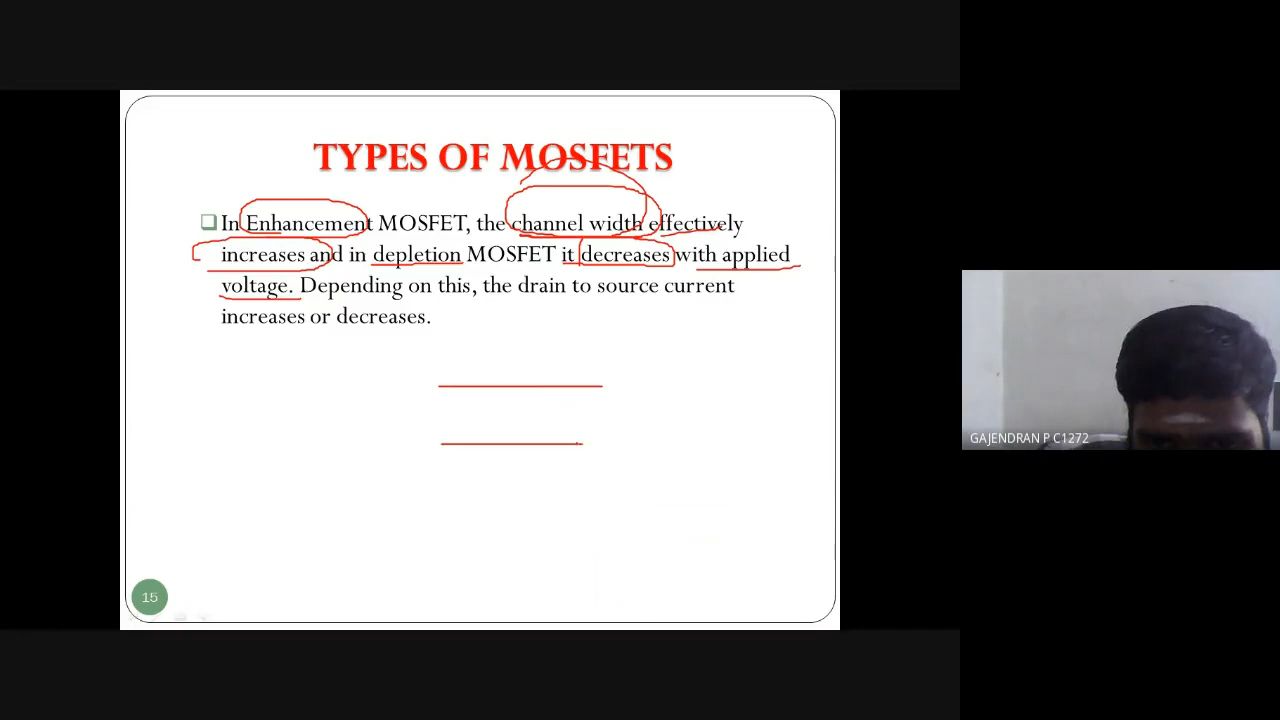 TYPES OF MOSFETS
In Enhancement MOSFET, the channel width effectively
increases and in depletion MOSFET it decreases with applied
voltage. Depending on this, the drain to source current
increases or decreases.
15
GAJENDRAN P C1272